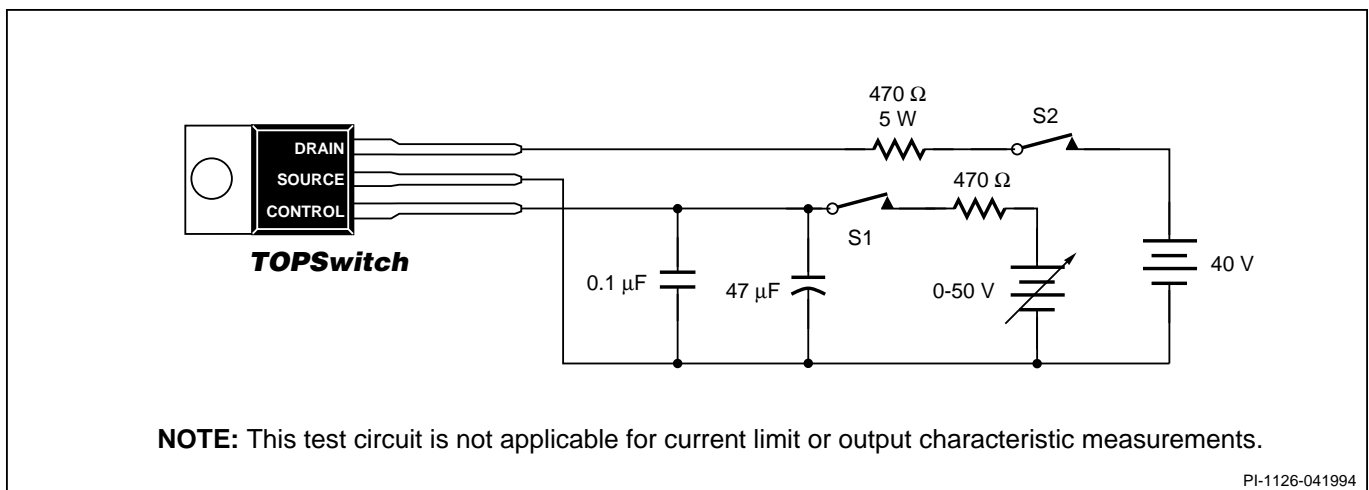 470 Ω
5 W
S2
DRAIN
SOURCE
CONTROL
470 Ω
S1
TOPSwitch
0.1 μF
47 μF
0-50 V
40 V
NOTE: This test circuit is not applicable for current limit or output characteristic measurements.
PI-1126-041994